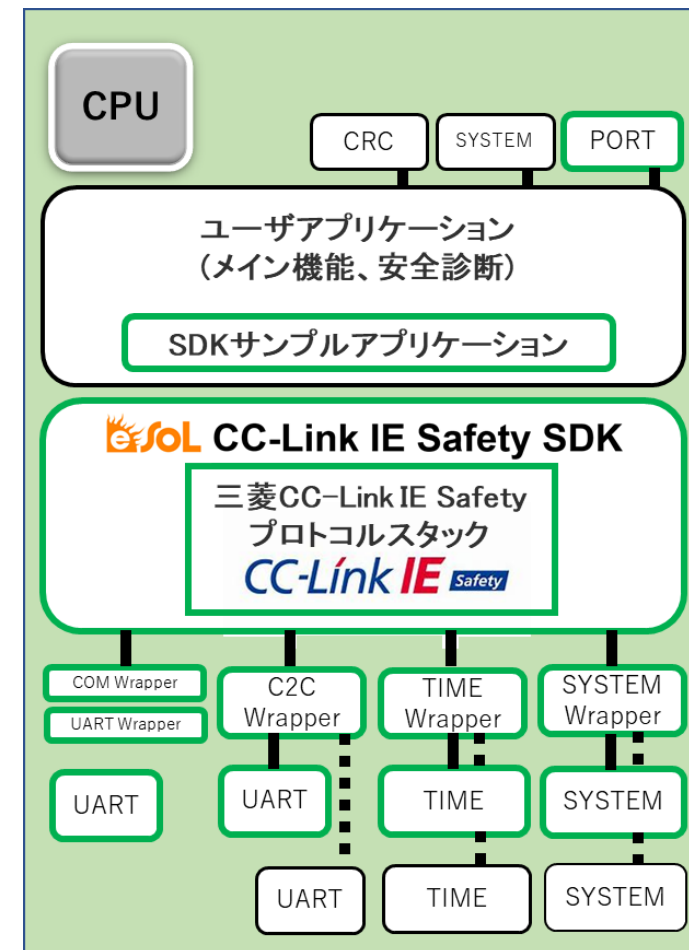 CPU
CRC
SYSTEM
PORT
ユーザアプリケーション
(メイン機能、安全診断)
SDKサンプルアプリケーション
eSOL CC-Link IE Safety SDK
三菱CC-Link IE Safety
プロトコルスタック
CC-Link IE Safety
COM Wrapper
UART Wrapper
C2C
Wrapper
TIME
Wrapper
SYSTEM
Wrapper
UART
UART
TIME
SYSTEM
UART
TIME
SYSTEM